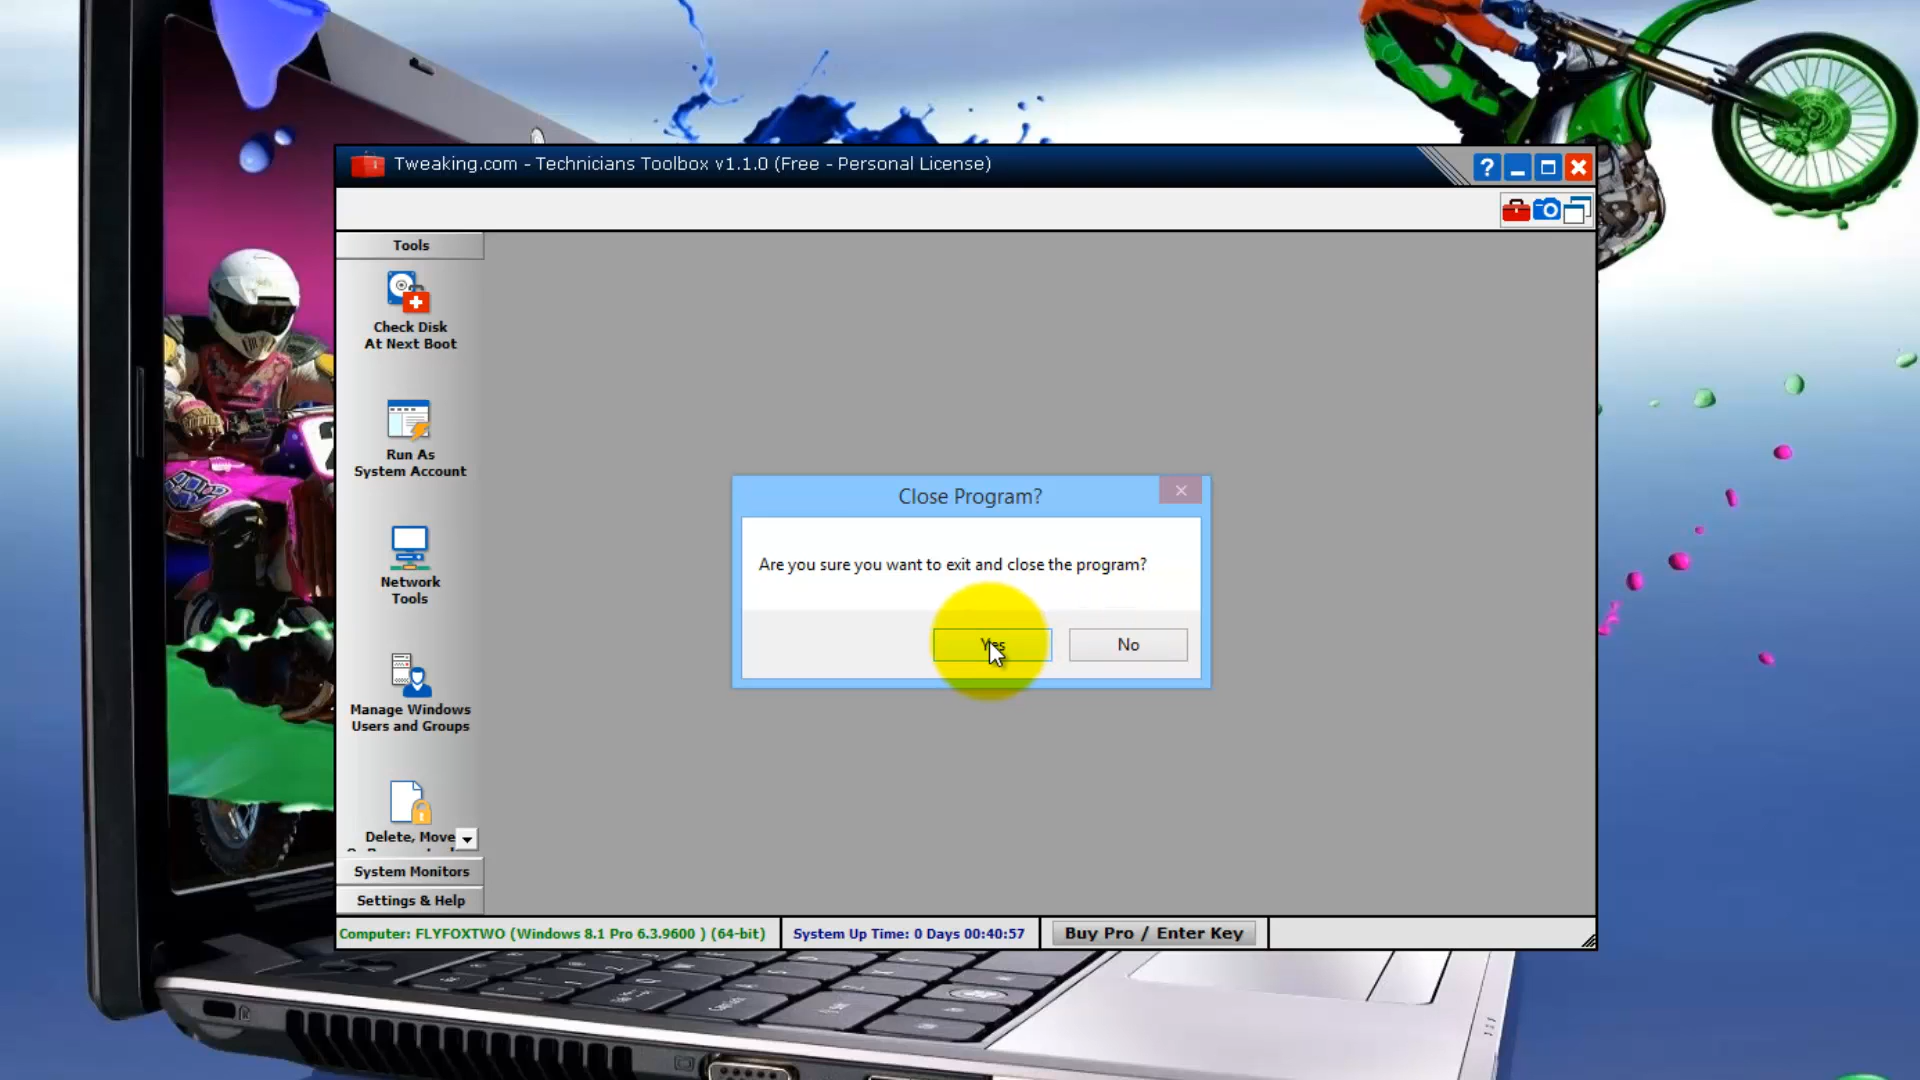 Tweaking.com - Technicians Toolbox v1.1.0 (Free - Personal License)
?
Tools
Check Disk
At Next Boot
Run As
System Account
Network
Tools
Manage Windows
Users and Groups
Delete, Move
System Monitors
Settings & Help
Close Program?
Are you sure you want to exit and close the program?
Yes
No
Computer: FLYFOXTWO (Windows 8.1 Pro 6.3.9600 ) (64-bit)
System Up Time: 0 Days 00:40:57
Buy Pro / Enter Key